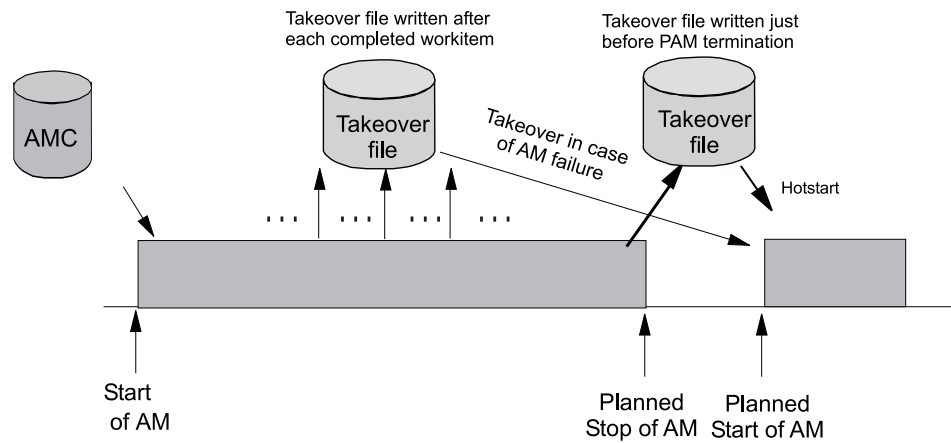 Takeover file written after
each completed workitem
Takeover file written just
before PAM termination
AMC
Takeover
file
Takeover in case
of AM failure
Takeover
file
Hotstart
Start
of AM
Planned
Stop of AM
Planned
Start of AM